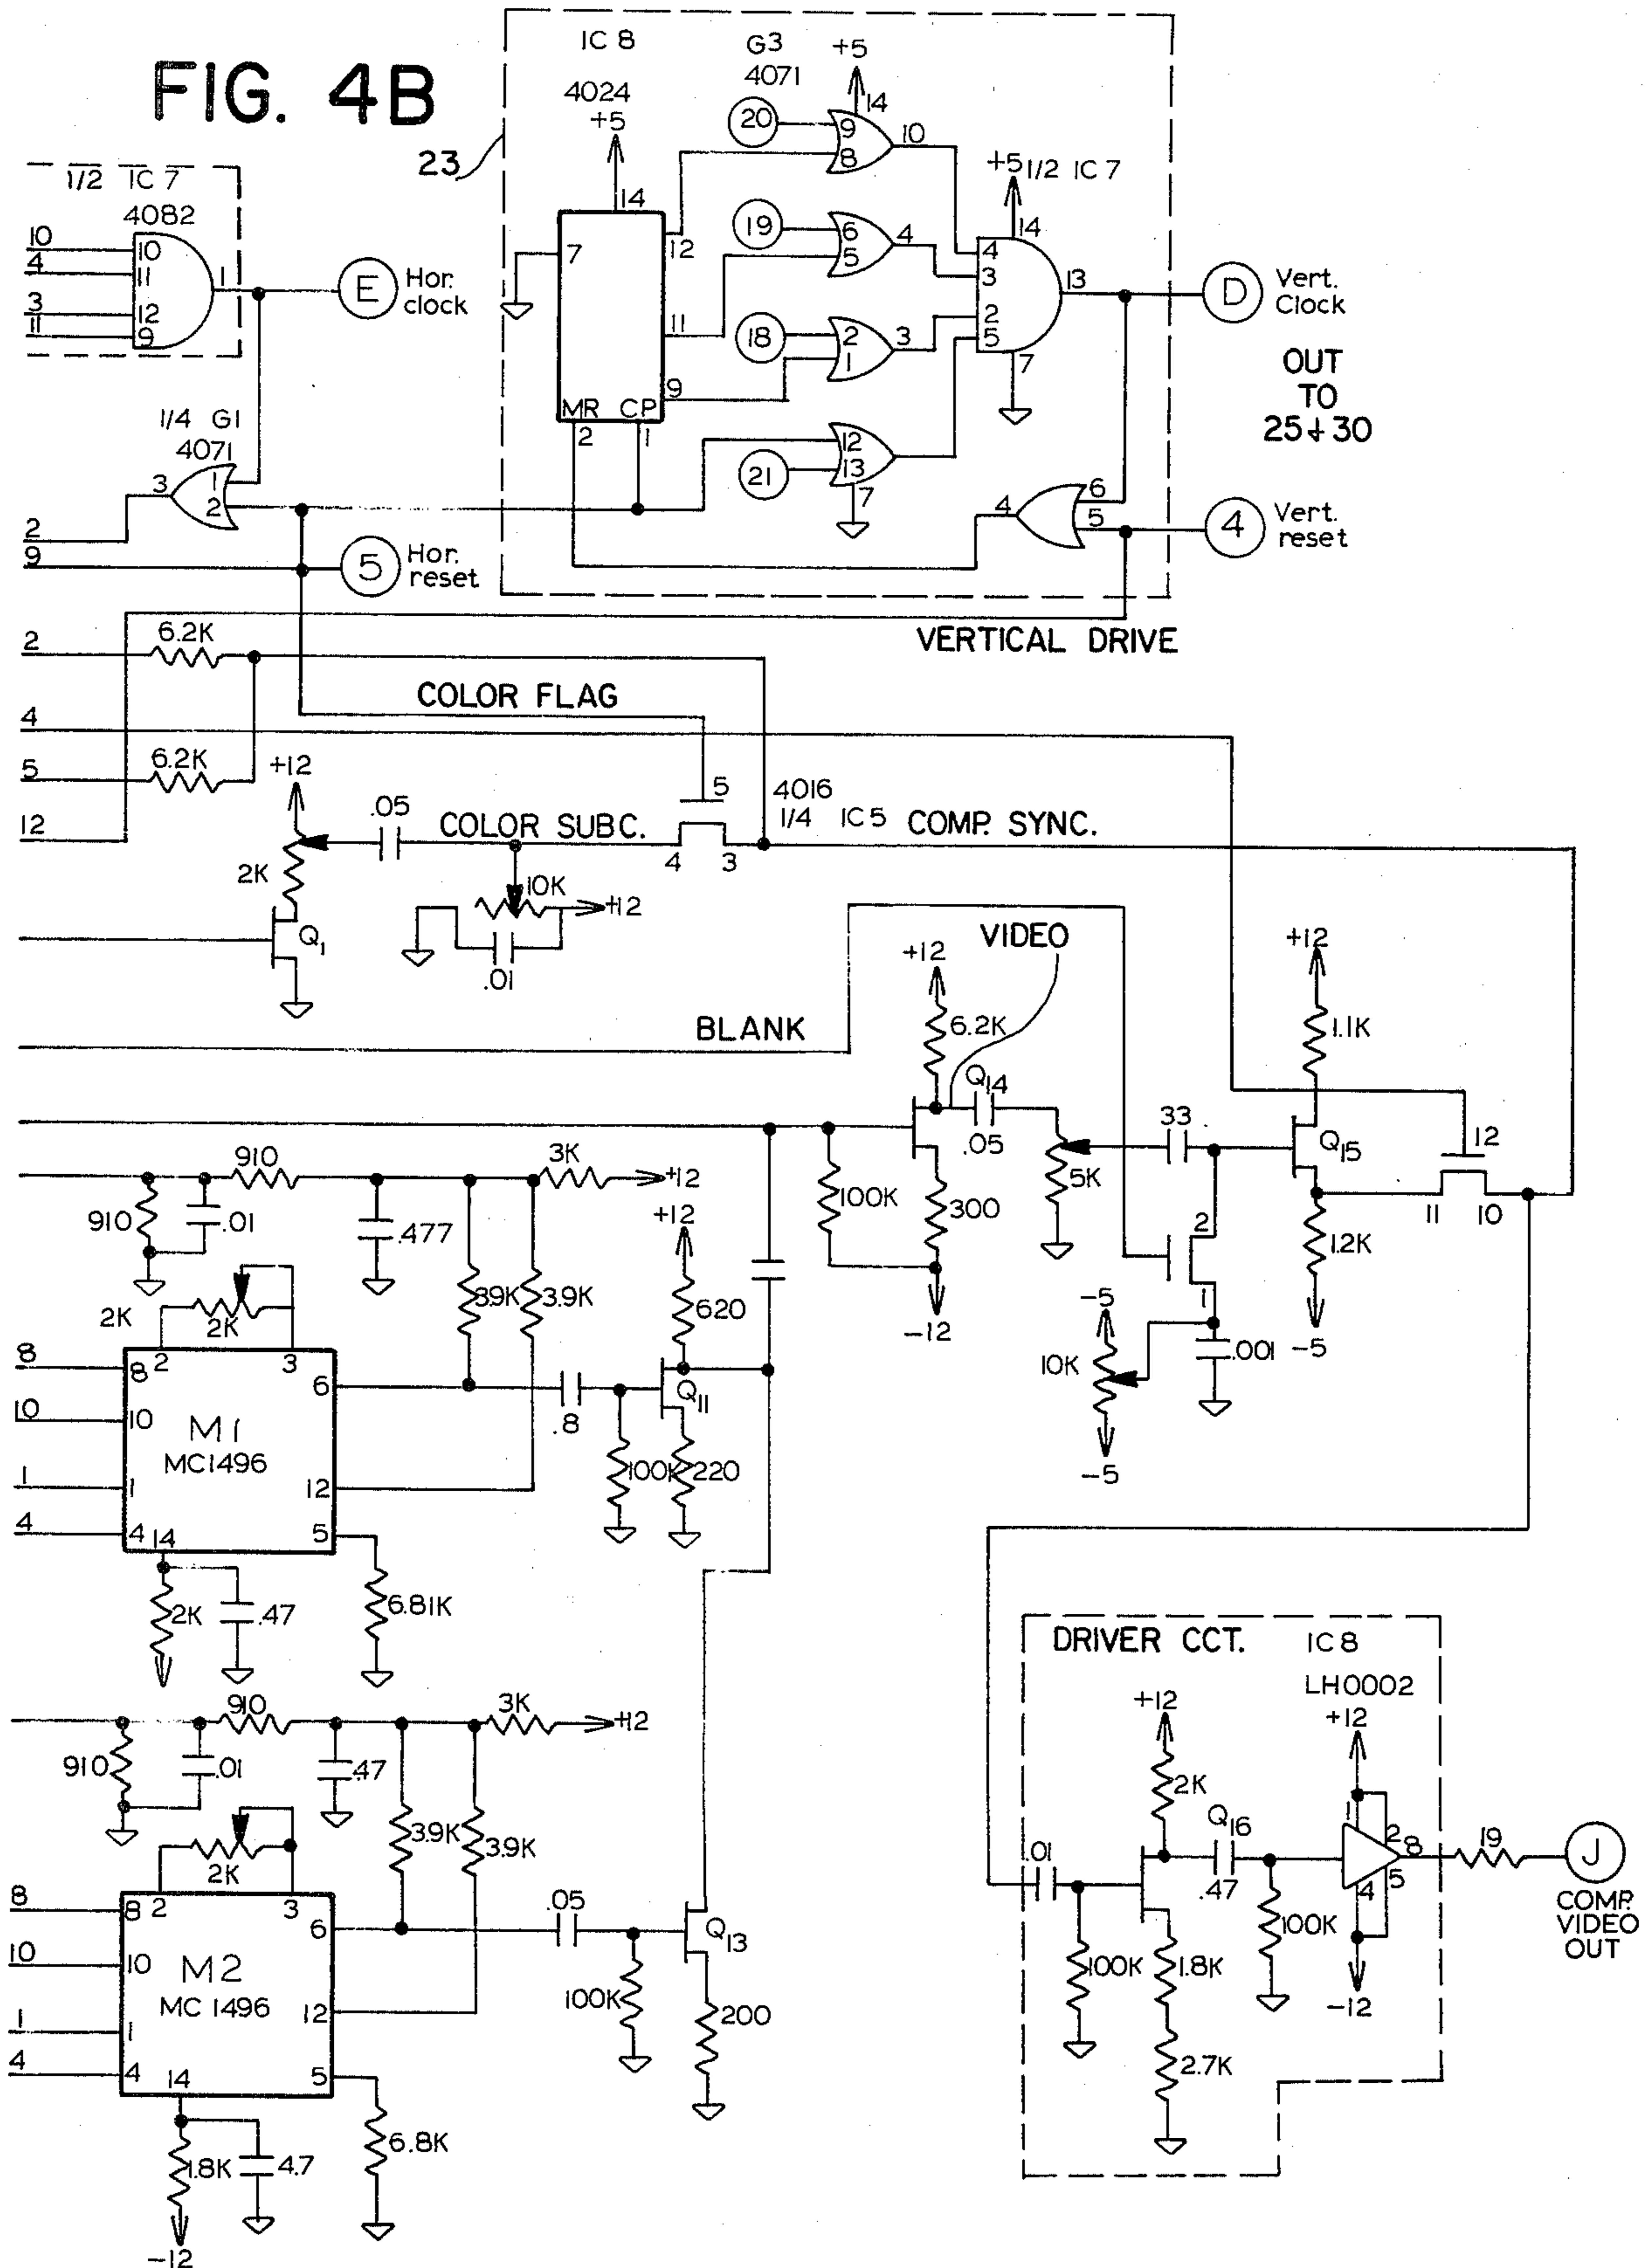 FIG. 4B
IC 8
4024
+5
14
7
12
11
9
MR CP
2 1
G3
4071
+5
14
20
9
8
10
19
6
5
4
18
2
1
3
12
13
21
7
+5 1/2 IC 7
14
4
3
2
5
13
7
D
Vert.
Clock
OUT
TO
25 & 30
6
5
4
4
Vert.
reset
23
1/2 IC 7
4082
10 10
4 11
3 12
11 9
1
E
Hor.
clock
1/4 G1
4071
3
1
2
2
9
5
Hor.
reset
VERTICAL DRIVE
2
6.2K
COLOR FLAG
4
5
6.2K
+12
5
4016
1/4 IC 5
COMP. SYNC.
12
.05
COLOR SUBC.
4 3
2K
10K
+12
Q1
.01
VIDEO
BLANK
+12
6.2K
Q14
.05
+12
1.1K
33
Q15
12
5K
11 10
100K
300
2
1.2K
-12
1
-5
10K
.001
-5
-5
910
3K
+12
910
.01
.477
+12
3.9K
3.9K
620
2K
2K
8
8
2
3
6
10
10
M1
MC1496
.8
Q11
1
1
12
100K
220
4
4
14
5
2K
.47
6.81K
910
3K
+12
910
.01
.47
3.9K
3.9K
2K
8
8
2
3
6
.05
Q13
10
10
M2
MC 1496
12
100K
200
1
1
4
4
14
5
1.8K
4.7
6.8K
-12
DRIVER CCT.
IC 8
LH0002
+12
+12
2K
Q16
1
2
8
19
J
.01
.47
4
5
COMP.
VIDEO
OUT
100K
1.8K
100K
-12
2.7K